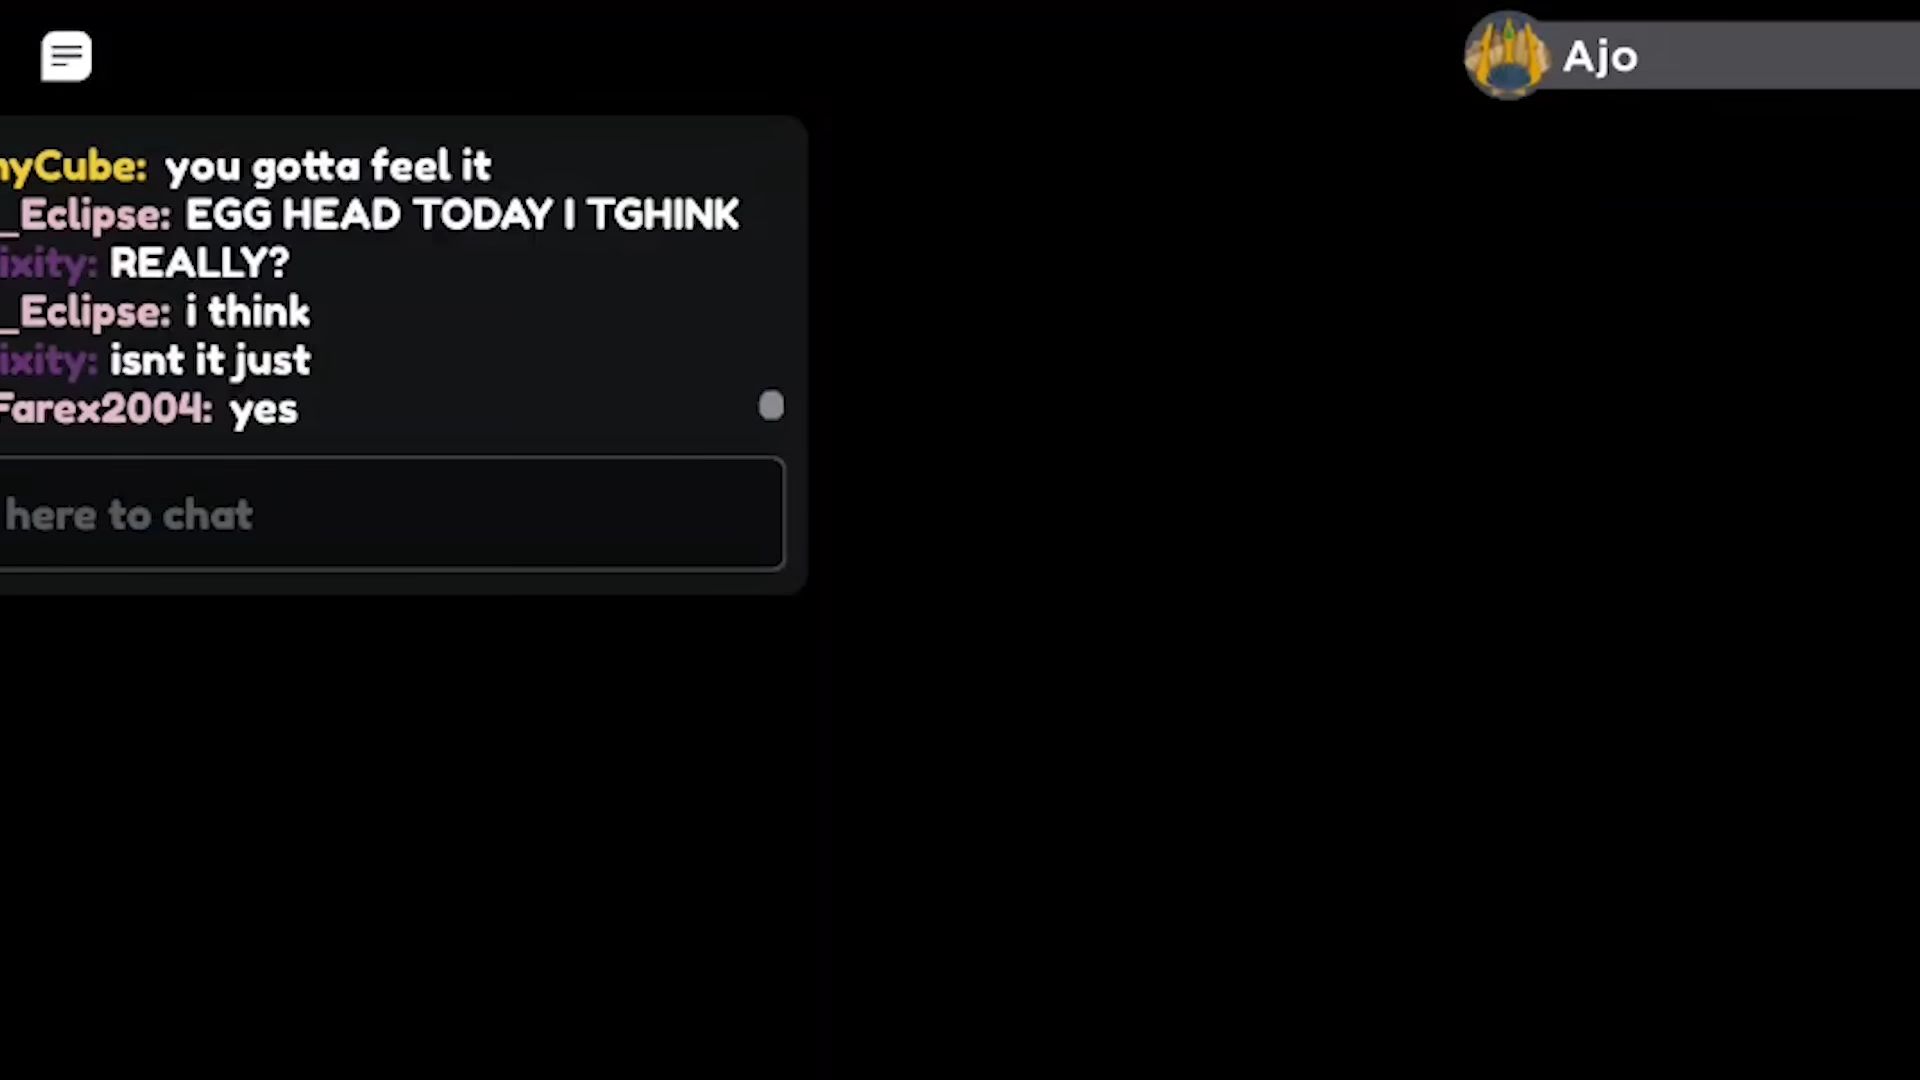 Ajo
nyCube: you gotta feel it
_Eclipse: EGG HEAD TODAY I TGHINK
ixity: REALLY?
_Eclipse: i think
ixity: isnt it just
Farex2004: yes
here to chat